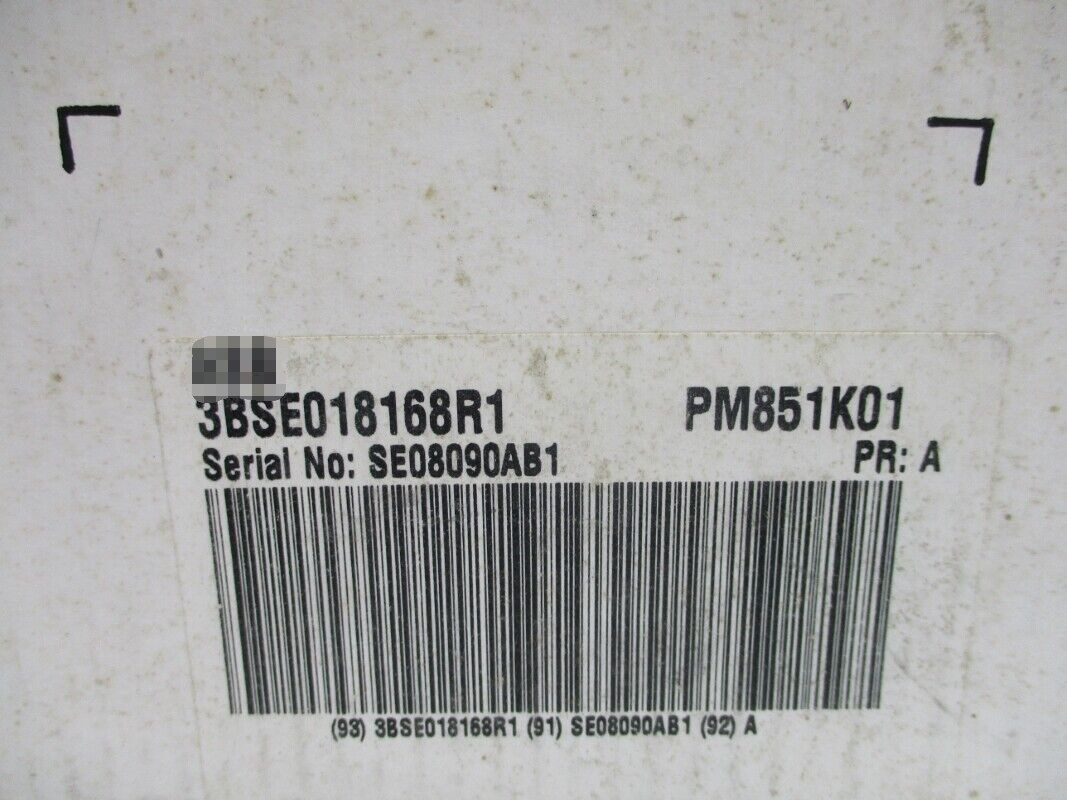 3BSE018168R1 PM851K01
Serial No: SE08090AB1 PR: A
(93) 3BSE018168R1 (91) SE08090AB1 (92) A